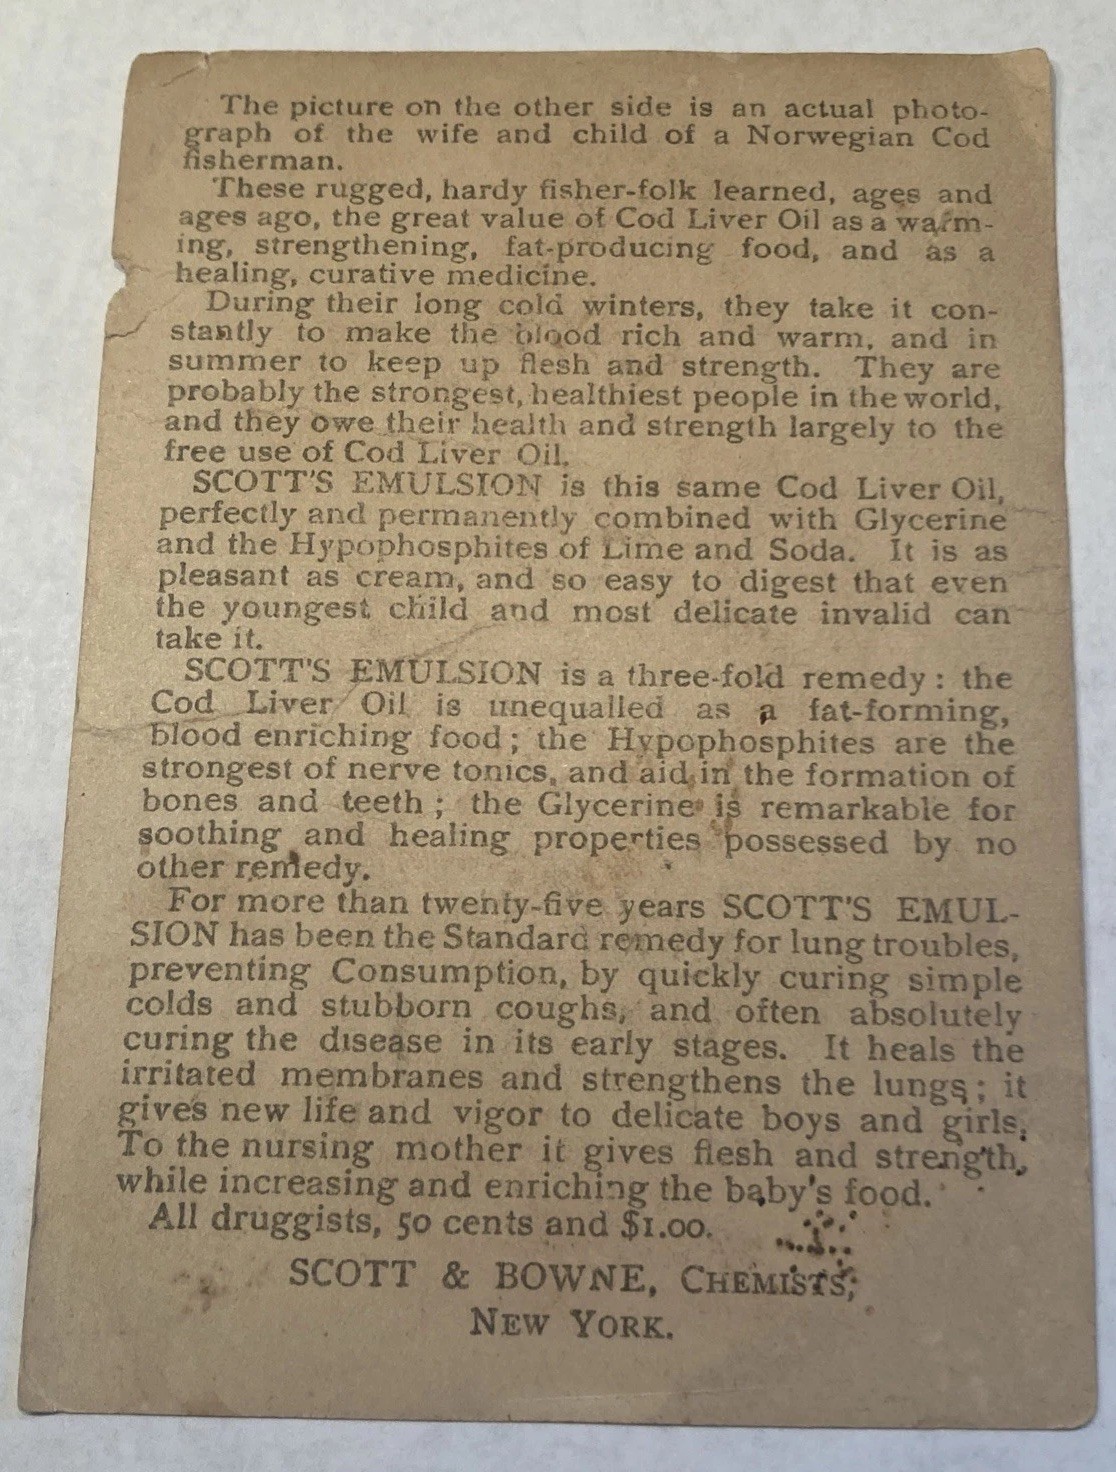 The picture on the other side is an actual photo-
graph of the wife and child of a Norwegian Cod
fisherman.
These rugged, hardy fisher-folk learned, ages and
ages ago, the great value of Cod Liver Oil as a warm-
ing, strengthening, fat-producing food, and as a
healing, curative medicine.
During their long cold winters, they take it con-
stantly to make the blood rich and warm, and in
summer to keep up flesh and strength. They are
probably the strongest, healthiest people in the world,
and they owe their health and strength largely to the
free use of Cod Liver Oil.
SCOTT'S EMULSION is this same Cod Liver Oil,
perfectly and permanently combined with Glycerine
and the Hypophosphites of Lime and Soda. It is as
pleasant as cream, and so easy to digest that even
the youngest child and most delicate invalid can
take it.
SCOTT'S EMULSION is a three-fold remedy: the
Cod Liver Oil is unequalled as a fat-forming,
blood enriching food; the Hypophosphites are the
strongest of nerve tonics, and aid in the formation of
bones and teeth; the Glycerine is remarkable for
soothing and healing properties possessed by no
other remedy.
For more than twenty-five years SCOTT'S EMUL-
SION has been the Standard remedy for lung troubles,
preventing Consumption, by quickly curing simple
colds and stubborn coughs, and often absolutely
curing the disease in its early stages. It heals the
irritated membranes and strengthens the lungs; it
gives new life and vigor to delicate boys and girls.
To the nursing mother it gives flesh and strength,
while increasing and enriching the baby's food.
All druggists, 50 cents and $1.00.
SCOTT & BOWNE, CHEMISTS,
NEW YORK.